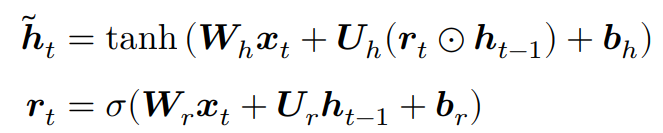 h̃_t = tanh (W_h x_t + U_h(r_t ⊙ h_{t−1}) + b_h)
r_t = σ(W_r x_t + U_r h_{t−1} + b_r)